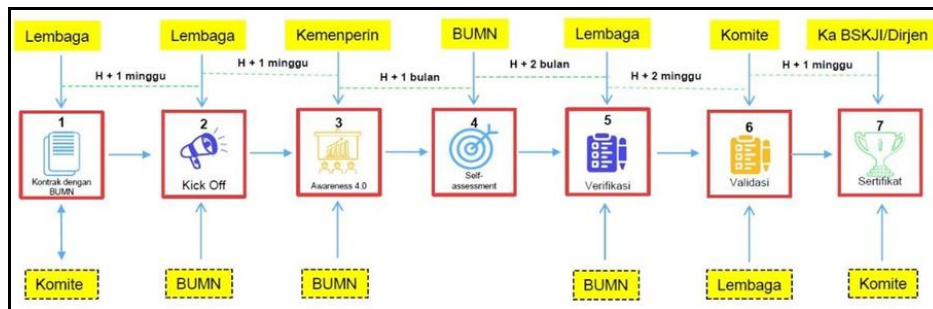 Lembaga
Lembaga
Kemenperin
BUMN
Lembaga
Komite
Ka BSKJI/Dirjen
H + 1 minggu
H + 1 minggu
H + 1 bulan
H + 2 bulan
H + 2 minggu
H + 1 minggu
1
Kontrak dengan
BUMN
2
Kick Off
3
Awareness 4.0
4
Self-
assessment
5
Verifikasi
6
Validasi
7
Sertifikat
Komite
BUMN
BUMN
BUMN
Lembaga
Komite